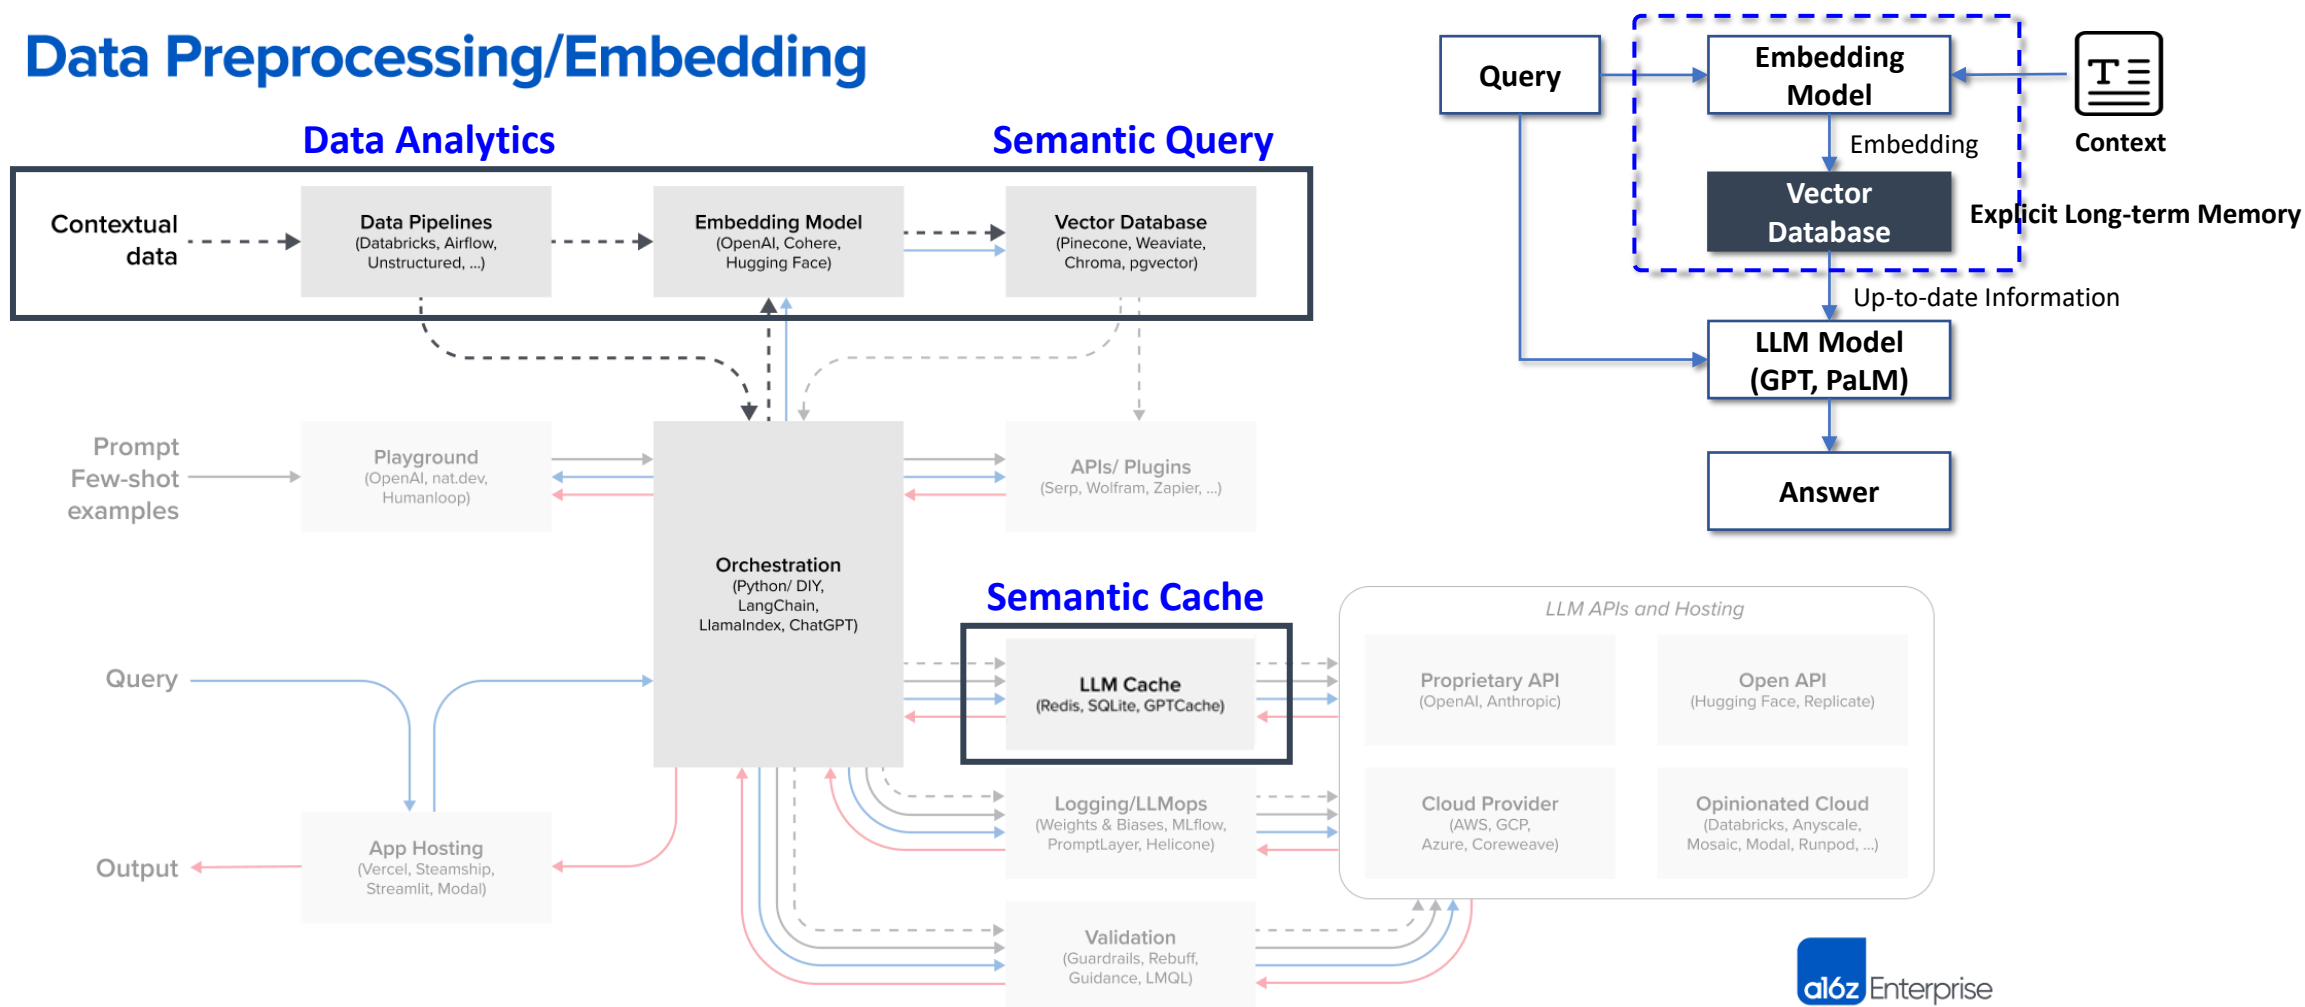 Data Preprocessing/Embedding
Data Analytics
Semantic Query
Contextual
data
Data Pipelines
(Databricks, Airflow,
Unstructured, ...)
Embedding Model
(OpenAI, Cohere,
Hugging Face)
Vector Database
(Pinecone, Weaviate,
Chroma, pgvector)
Query
Embedding
Model
Context
Embedding
Vector
Database
Explicit Long-term Memory
Up-to-date Information
LLM Model
(GPT, PaLM)
Answer
Prompt
Few-shot
examples
Playground
(OpenAI, nat.dev,
Humanloop)
Orchestration
(Python/ DIY,
LangChain,
LlamaIndex, ChatGPT)
APIs/ Plugins
(Serp, Wolfram, Zapier, ...)
Semantic Cache
LLM Cache
(Redis, SQLite, GPTCache)
LLM APIs and Hosting
Proprietary API
(OpenAI, Anthropic)
Open API
(Hugging Face, Replicate)
Cloud Provider
(AWS, GCP,
Azure, Coreweave)
Opinionated Cloud
(Databricks, Anyscale,
Mosaic, Modal, Runpod, ...)
Query
Output
App Hosting
(Vercel, Steamship,
Streamlit, Modal)
Logging/LLMops
(Weights & Biases, MLflow,
PromptLayer, Helicone)
Validation
(Guardrails, Rebuff,
Guidance, LMQL)
a16z Enterprise